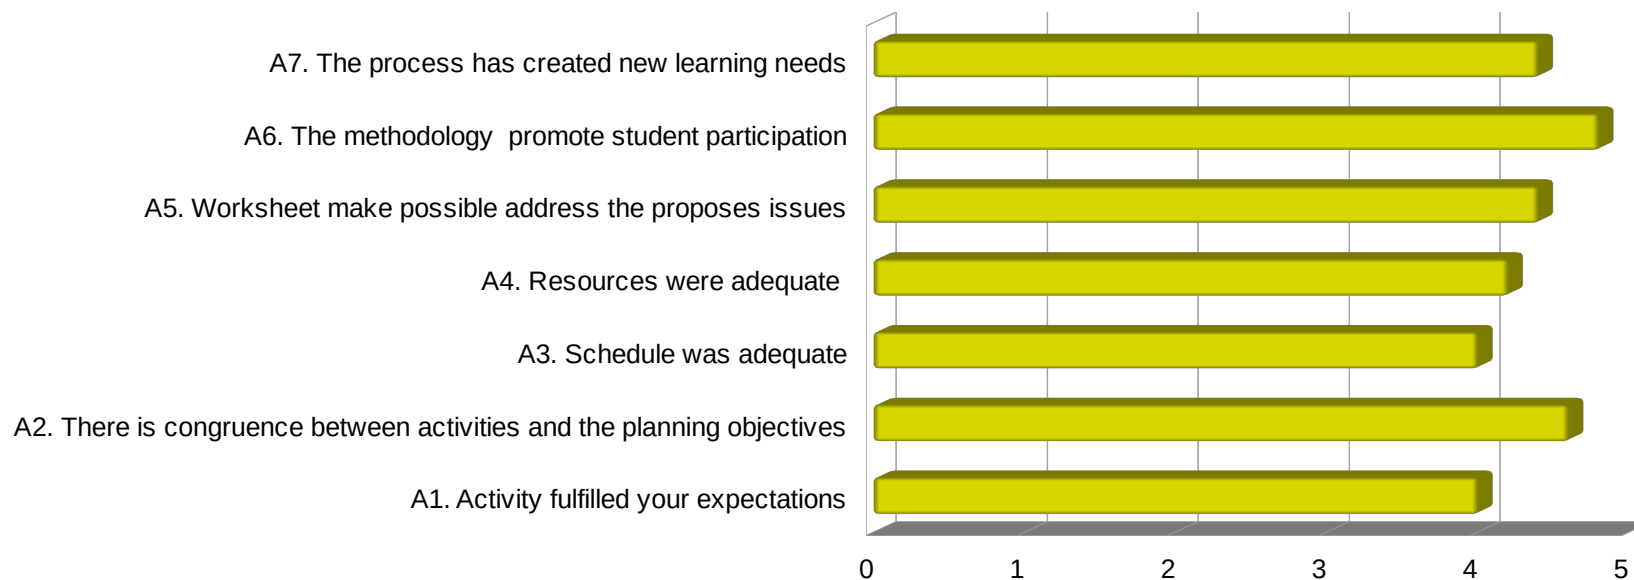 A7. The process has created new learning needs
A6. The methodology  promote student participation
A5. Worksheet make possible address the proposes issues
A4. Resources were adequate
A3. Schedule was adequate
A2. There is congruence between activities and the planning objectives
A1. Activity fulfilled your expectations
0 1 2 3 4 5